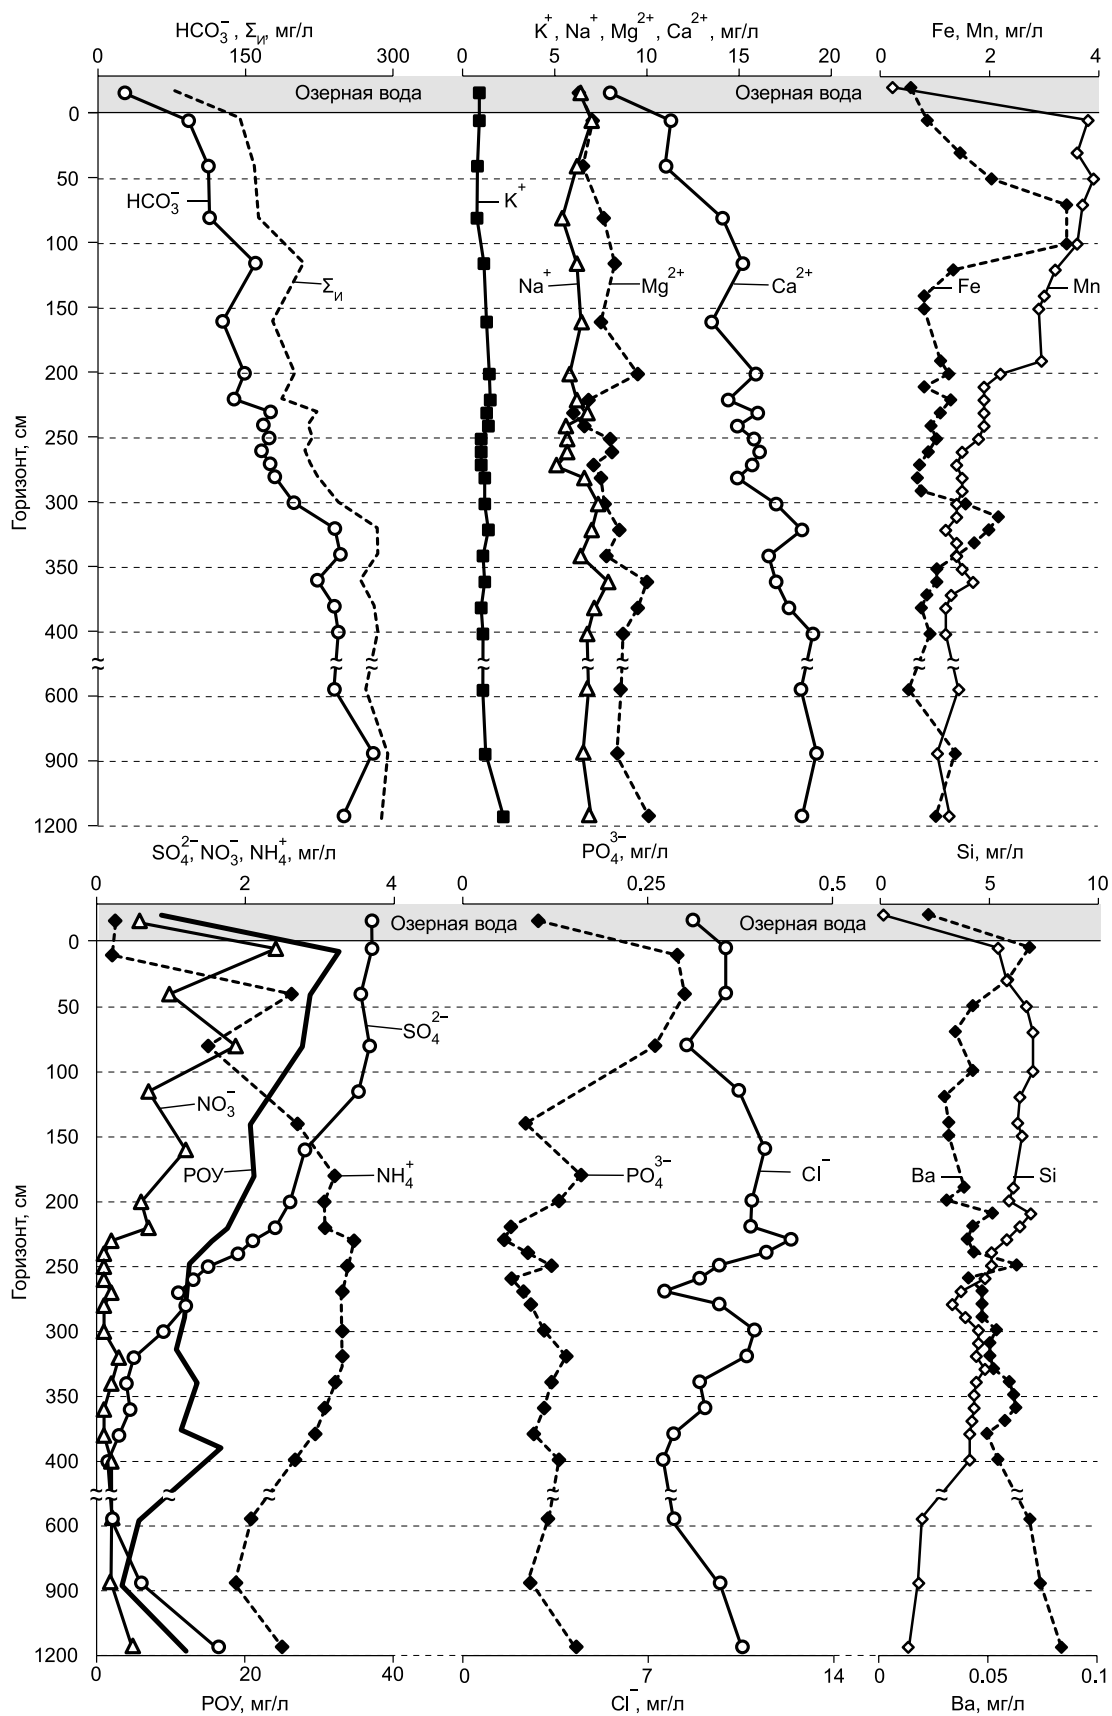 HCO₃⁻, Σ_И, мг/л
K⁺, Na⁺, Mg²⁺, Ca²⁺, мг/л
Fe, Mn, мг/л
0 150 300
0 5 10 15 20
0 2 4
Озерная вода
Озерная вода
0
50
100
150
200
250
300
350
400
600
900
1200
Горизонт, см
HCO₃⁻
Σ_И
K⁺
Na⁺
Mg²⁺
Ca²⁺
Fe
Mn
SO₄²⁻, NO₃⁻, NH₄⁺, мг/л
PO₄³⁻, мг/л
Si, мг/л
0 2 4
0 0.25 0.5
0 5 10
Озерная вода
Озерная вода
0
50
100
150
200
250
300
350
400
600
900
1200
Горизонт, см
SO₄²⁻
NO₃⁻
РОУ
NH₄⁺
PO₄³⁻
Cl⁻
Ba
Si
0 20 40
0 7 14
0 0.05 0.1
РОУ, мг/л
Cl⁻, мг/л
Ba, мг/л